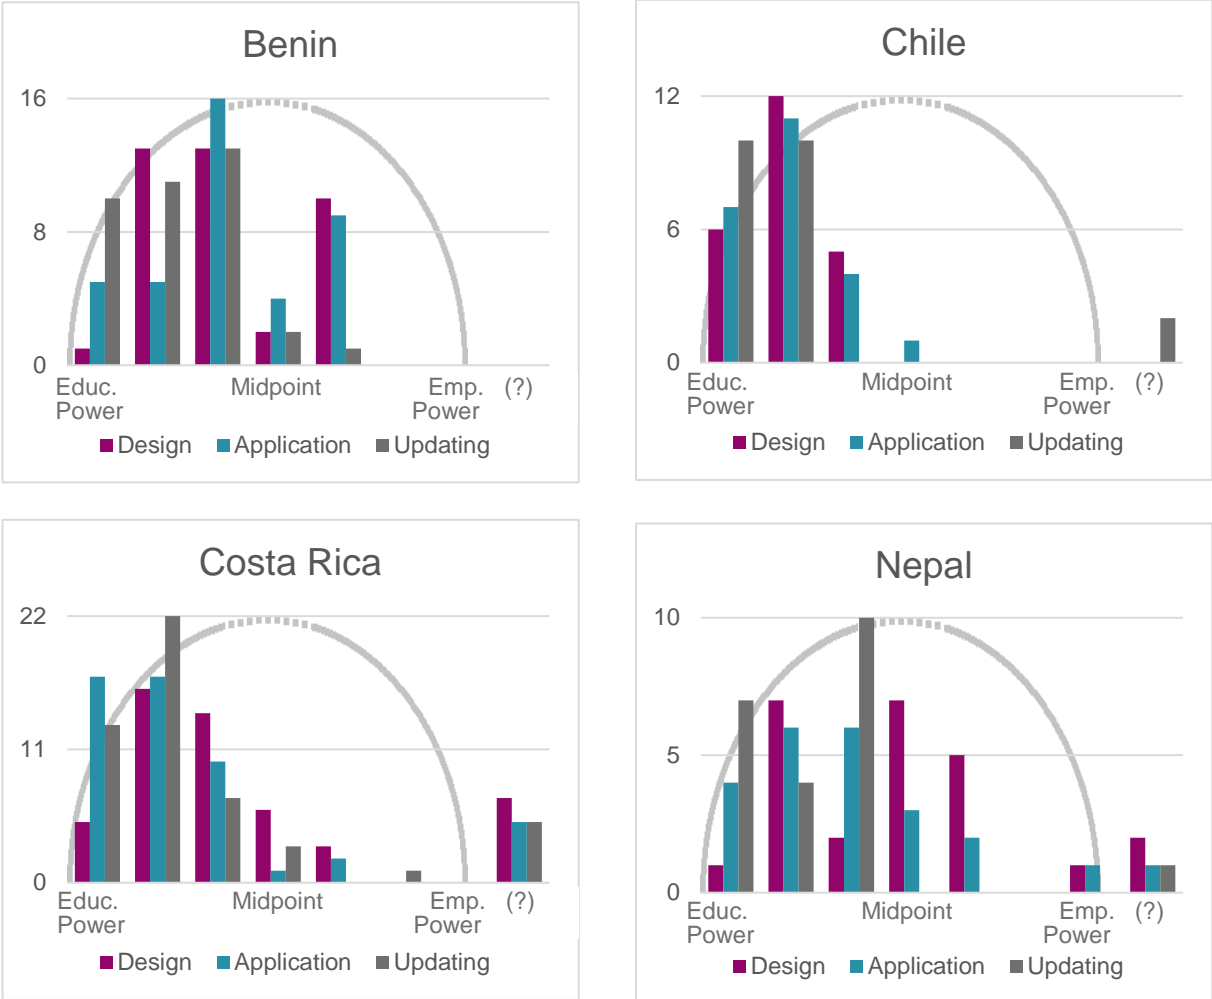 Benin
16
8
0
Educ. Power
Midpoint
Emp. Power
(?)
Design Application Updating
Chile
12
6
0
Educ. Power
Midpoint
Emp. Power
(?)
Design Application Updating
Costa Rica
22
11
0
Educ. Power
Midpoint
Emp. Power
(?)
Design Application Updating
Nepal
10
5
0
Educ. Power
Midpoint
Emp. Power
(?)
Design Application Updating